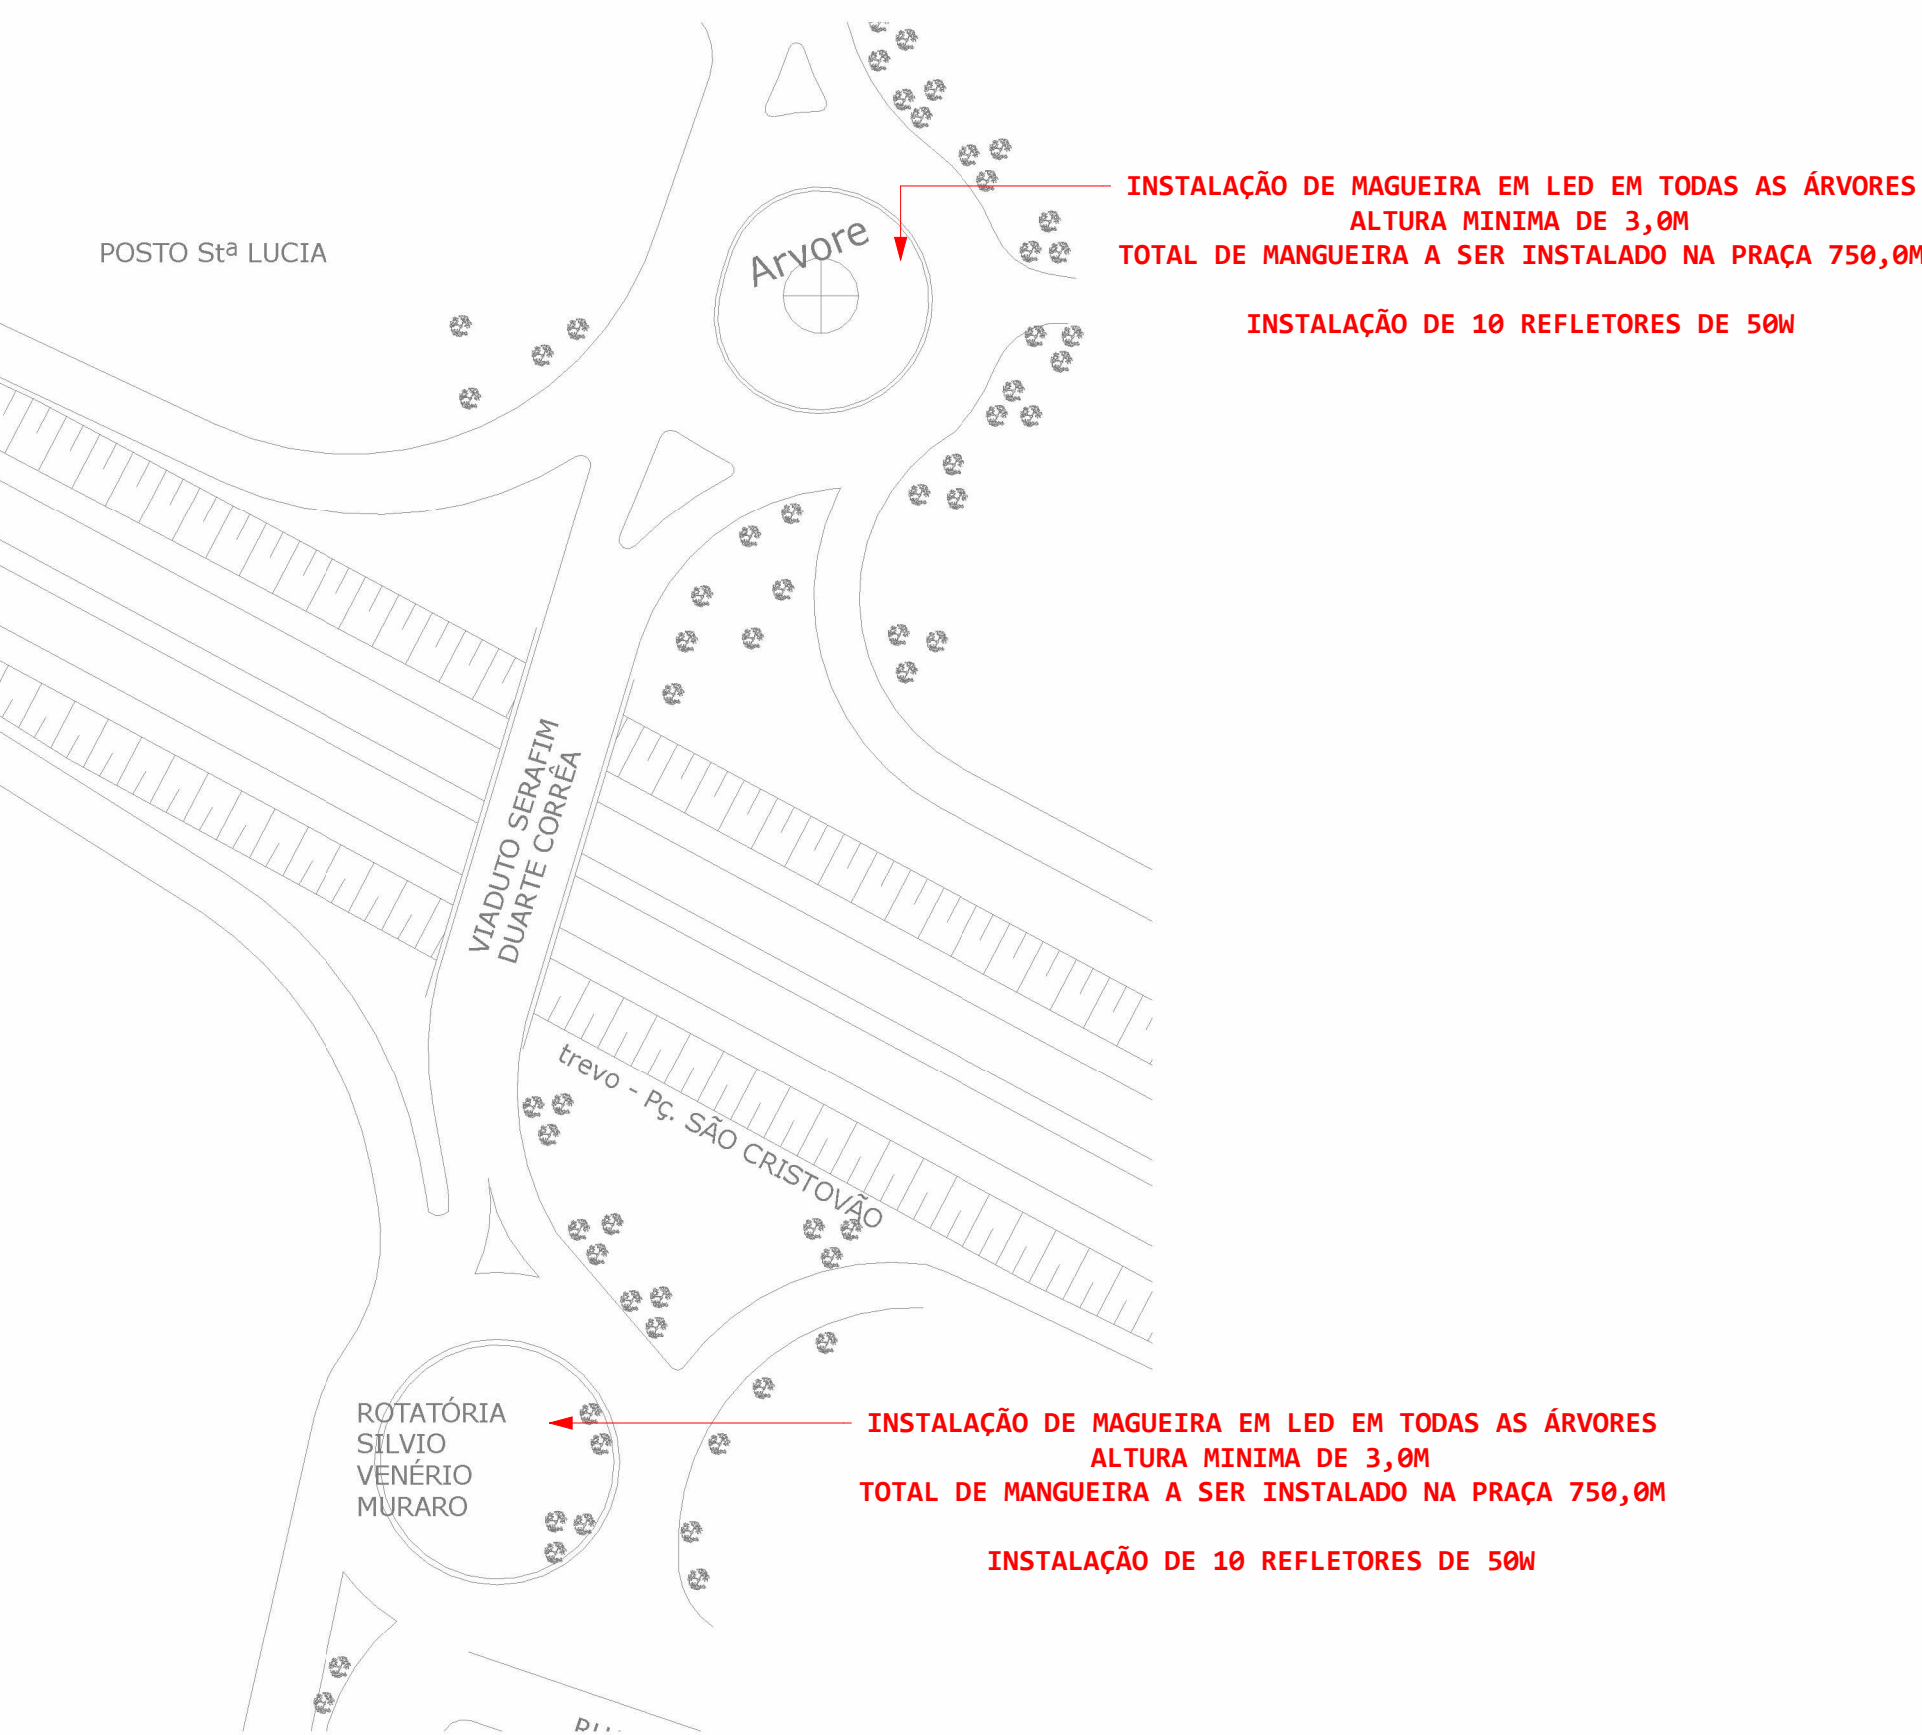 INSTALAÇÃO DE MAGUEIRA EM LED EM TODAS AS ÁRVORES
ALTURA MINIMA DE 3,0M
TOTAL DE MANGUEIRA A SER INSTALADO NA PRAÇA 750,0M
INSTALAÇÃO DE 10 REFLETORES DE 50W
POSTO Stª LUCIA
Arvore
VIADUTO SERAFIM
DUARTE CORRÊA
trevo - Pç. SÃO CRISTOVÃO
ROTATÓRIA
SILVIO
VENÉRIO
MURARO
INSTALAÇÃO DE MAGUEIRA EM LED EM TODAS AS ÁRVORES
ALTURA MINIMA DE 3,0M
TOTAL DE MANGUEIRA A SER INSTALADO NA PRAÇA 750,0M
INSTALAÇÃO DE 10 REFLETORES DE 50W